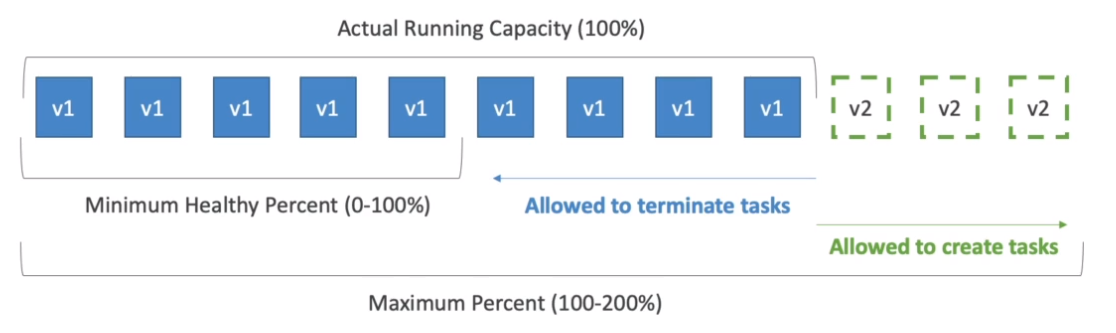 Actual Running Capacity (100%)
v1 v1 v1 v1 v1 v1 v1 v1 v1 v2 v2 v2
Minimum Healthy Percent (0-100%) Allowed to terminate tasks
Allowed to create tasks
Maximum Percent (100-200%)